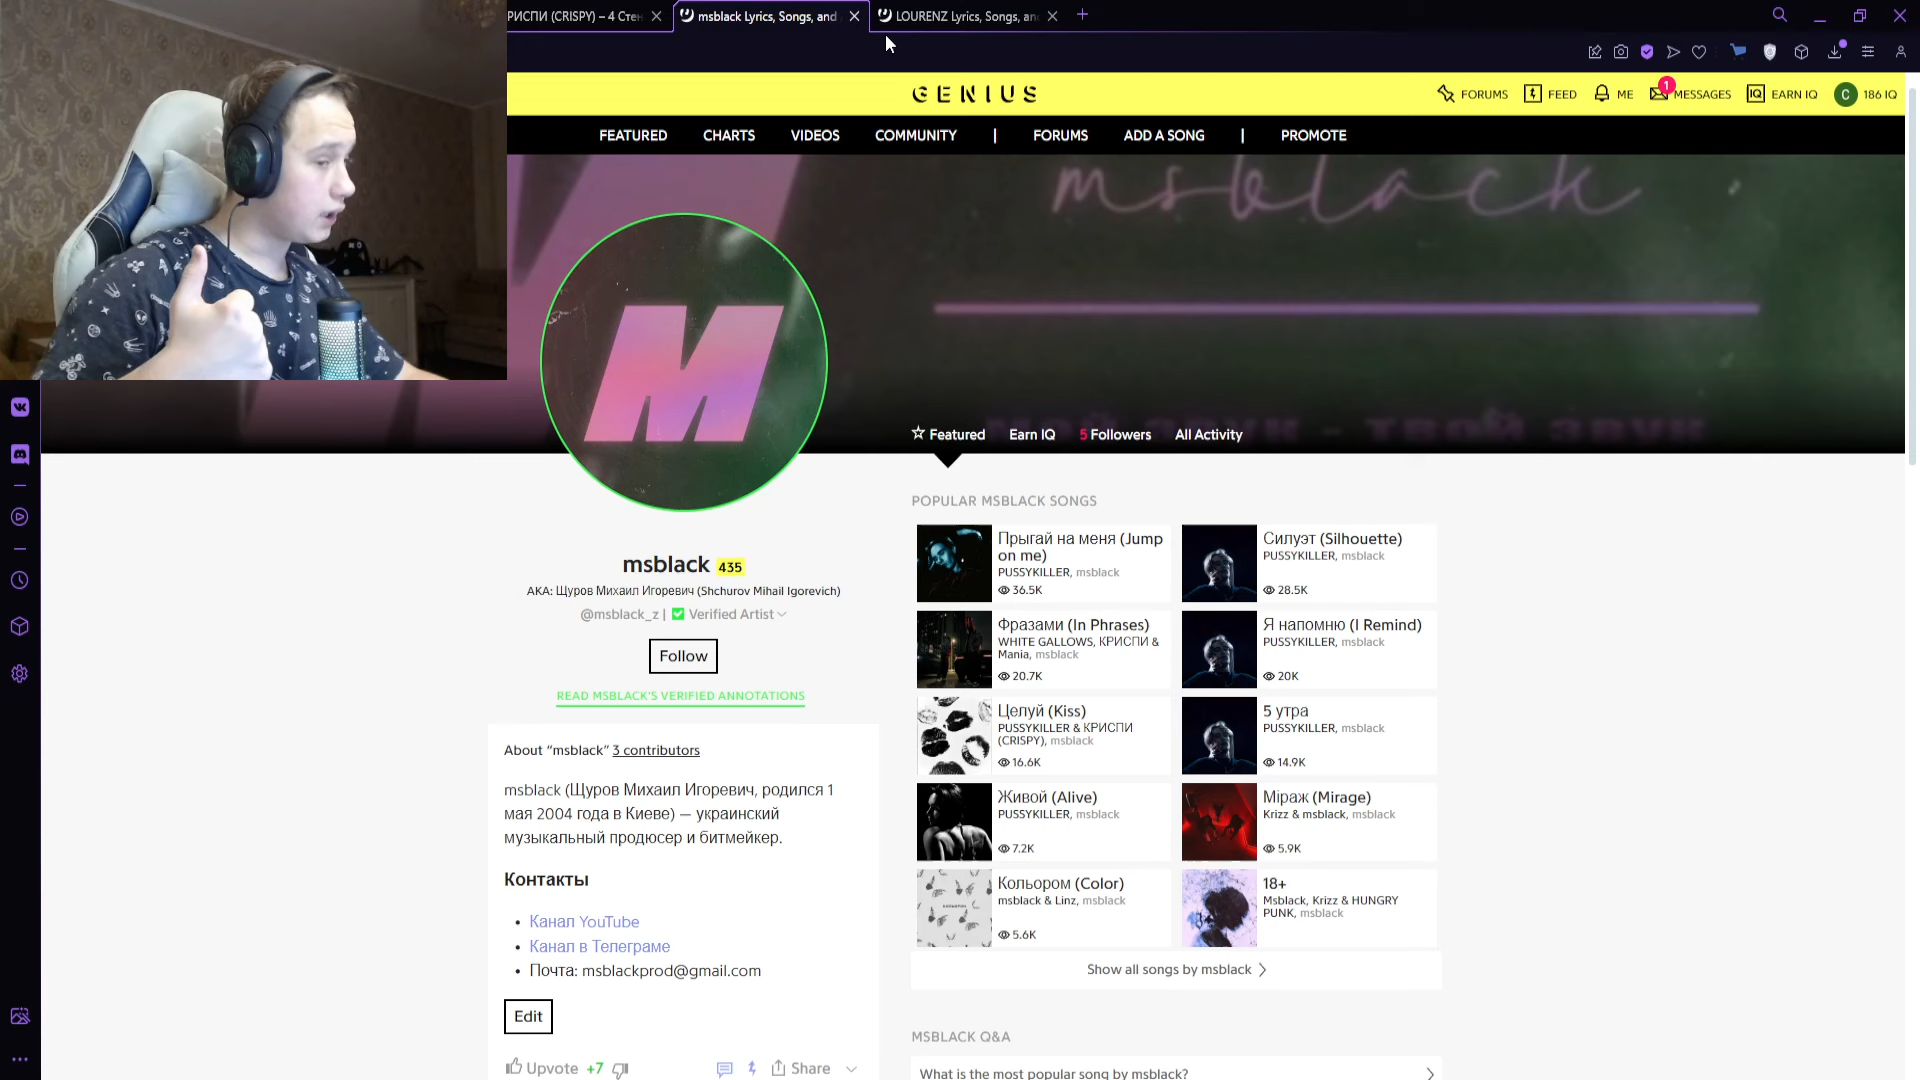 РИСПИ (CRISPY) – 4 Стен
msblack Lyrics, Songs, and
LOURENZ Lyrics, Songs, an
GENIUS
FORUMS
FEED
ME
1
MESSAGES
IQ
EARN IQ
C
186 IQ
FEATURED
CHARTS
VIDEOS
COMMUNITY
|
FORUMS
ADD A SONG
|
PROMOTE
msblack
M
МОЙ ЗВУК - ТВОЙ ЗВУК
Featured
Earn IQ
5 Followers
All Activity
msblack 435
AKA: Щуров Михаил Игоревич (Shchurov Mihail Igorevich)
@msblack_z | Verified Artist
Follow
READ MSBLACK'S VERIFIED ANNOTATIONS
About “msblack” 3 contributors
msblack (Щуров Михаил Игоревич, родился 1
мая 2004 года в Киеве) — украинский
музыкальный продюсер и битмейкер.
Контакты
• Канал YouTube
• Канал в Телеграме
• Почта: msblackprod@gmail.com
Edit
Upvote +7
Share
POPULAR MSBLACK SONGS
Прыгай на меня (Jump
on me)
PUSSYKILLER, msblack
36.5K
Силуэт (Silhouette)
PUSSYKILLER, msblack
28.5K
Фразами (In Phrases)
WHITE GALLOWS, КРИСПИ &
Mania, msblack
20.7K
Я напомню (I Remind)
PUSSYKILLER, msblack
20K
Целуй (Kiss)
PUSSYKILLER & КРИСПИ
(CRISPY), msblack
16.6K
5 утра
PUSSYKILLER, msblack
14.9K
Живой (Alive)
PUSSYKILLER, msblack
7.2K
Міраж (Mirage)
Krizz & msblack, msblack
5.9K
Кольором (Color)
msblack & Linz, msblack
5.6K
18+
Msblack, Krizz & HUNGRY
PUNK, msblack
Show all songs by msblack
MSBLACK Q&A
What is the most popular song by msblack?